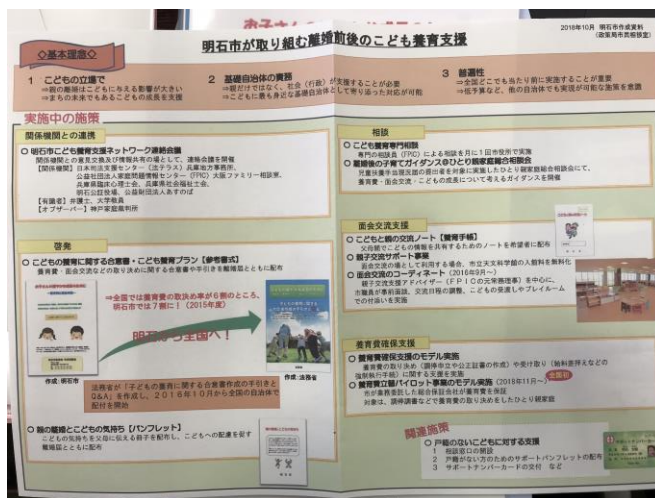 2018年10月 明石市作成資料
(政策局市民相談室)
明石市が取り組む離婚前後のこども養育支援
◇基本理念◇
1 こどもの立場で
⇒親の離婚はこどもに与える影響が大きい
⇒まちの未来でもあるこどもの成長を支援
2 基礎自治体の責務
⇒親だけではなく、社会(行政)が支援することが必要
⇒こどもに最も身近な基礎自治体として寄り添った対応が可能
3 普遍性
⇒全国どこでも当たり前に実施することが重要
⇒低予算など、他の自治体でも実現が可能な施策を意識
実施中の施策
関係機関との連携
○ 明石市こども養育支援ネットワーク連絡会議
関係機関との意見交換及び情報共有の場として、連絡会議を開催
【関係機関】日本司法支援センター(法テラス)兵庫地方事務所、
公益社団法人家庭問題情報センター(FPIC)大阪ファミリー相談室、
兵庫県臨床心理士会、兵庫県社会福祉士会、
明石公証役場、公益財団法人あすのば
【有識者】弁護士、大学教員
【オブザーバー】神戸家庭裁判所
啓発
○ こどもの養育に関する合意書・こども養育プラン【参考書式】
養育費・面会交流などの取り決めに関する合意書や手引きを離婚届とともに配布
⇒全国では養育費の取決め率が6割のところ、
明石市では7割に!(2015年度)
明石から全国へ!
作成:明石市
作成:法務省
法務省が「子どもの養育に関する合意書作成の手引きと
Q&A」を作成し、2016年10月から全国の自治体で
配付を開始
○ 親の離婚とこどもの気持ち【パンフレット】
こどもの気持ちを父母に伝える冊子を配布し、こどもへの配慮を促す
離婚届とともに配布
相談
○ こども養育専門相談
専門の相談員(FPIC)による相談を月に1回市役所で実施
○ 離婚後の子育てガイダンス@ひとり親家庭総合相談会
児童扶養手当現況届の提出者を対象に実施したひとり親家庭総合相談会にて、
養育費・面会交流・こどもの成長について考えるガイダンスを開催
面会交流支援
○ こどもと親の交流ノート【養育手帳】
父母間でこどもの情報を共有するためのノートを希望者に配布
○ 親子交流サポート事業
面会交流の場として利用する場合、市立天文科学館の入館料を無料化
○ 面会交流のコーディネート(2016年9月~)
親子交流支援アドバイザー(FPICの元家裁調査官)を中心に、
市職員が事前面談、交流日程の調整、こどもの受渡しやプレイルーム
での付添いを実施
養育費確保支援
○ 養育費確保支援のモデル実施
養育費の取り決め(調停申立や公正証書の作成)や受け取り(給料差押えなどの
強制執行手続)に関する支援を実施
○ 養育費立替パイロット事業のモデル実施(2018年11月~)
全国初
市が業務委託した総合保証会社が養育費を保証
対象は、調停調書などで養育費の取り決めをしたひとり親家庭
関連施策
○ 戸籍のないこどもに対する支援
1 相談窓口の開設
2 戸籍がない方のためのサポートパンフレットの配布
3 サポートナンバーカードの交付 など